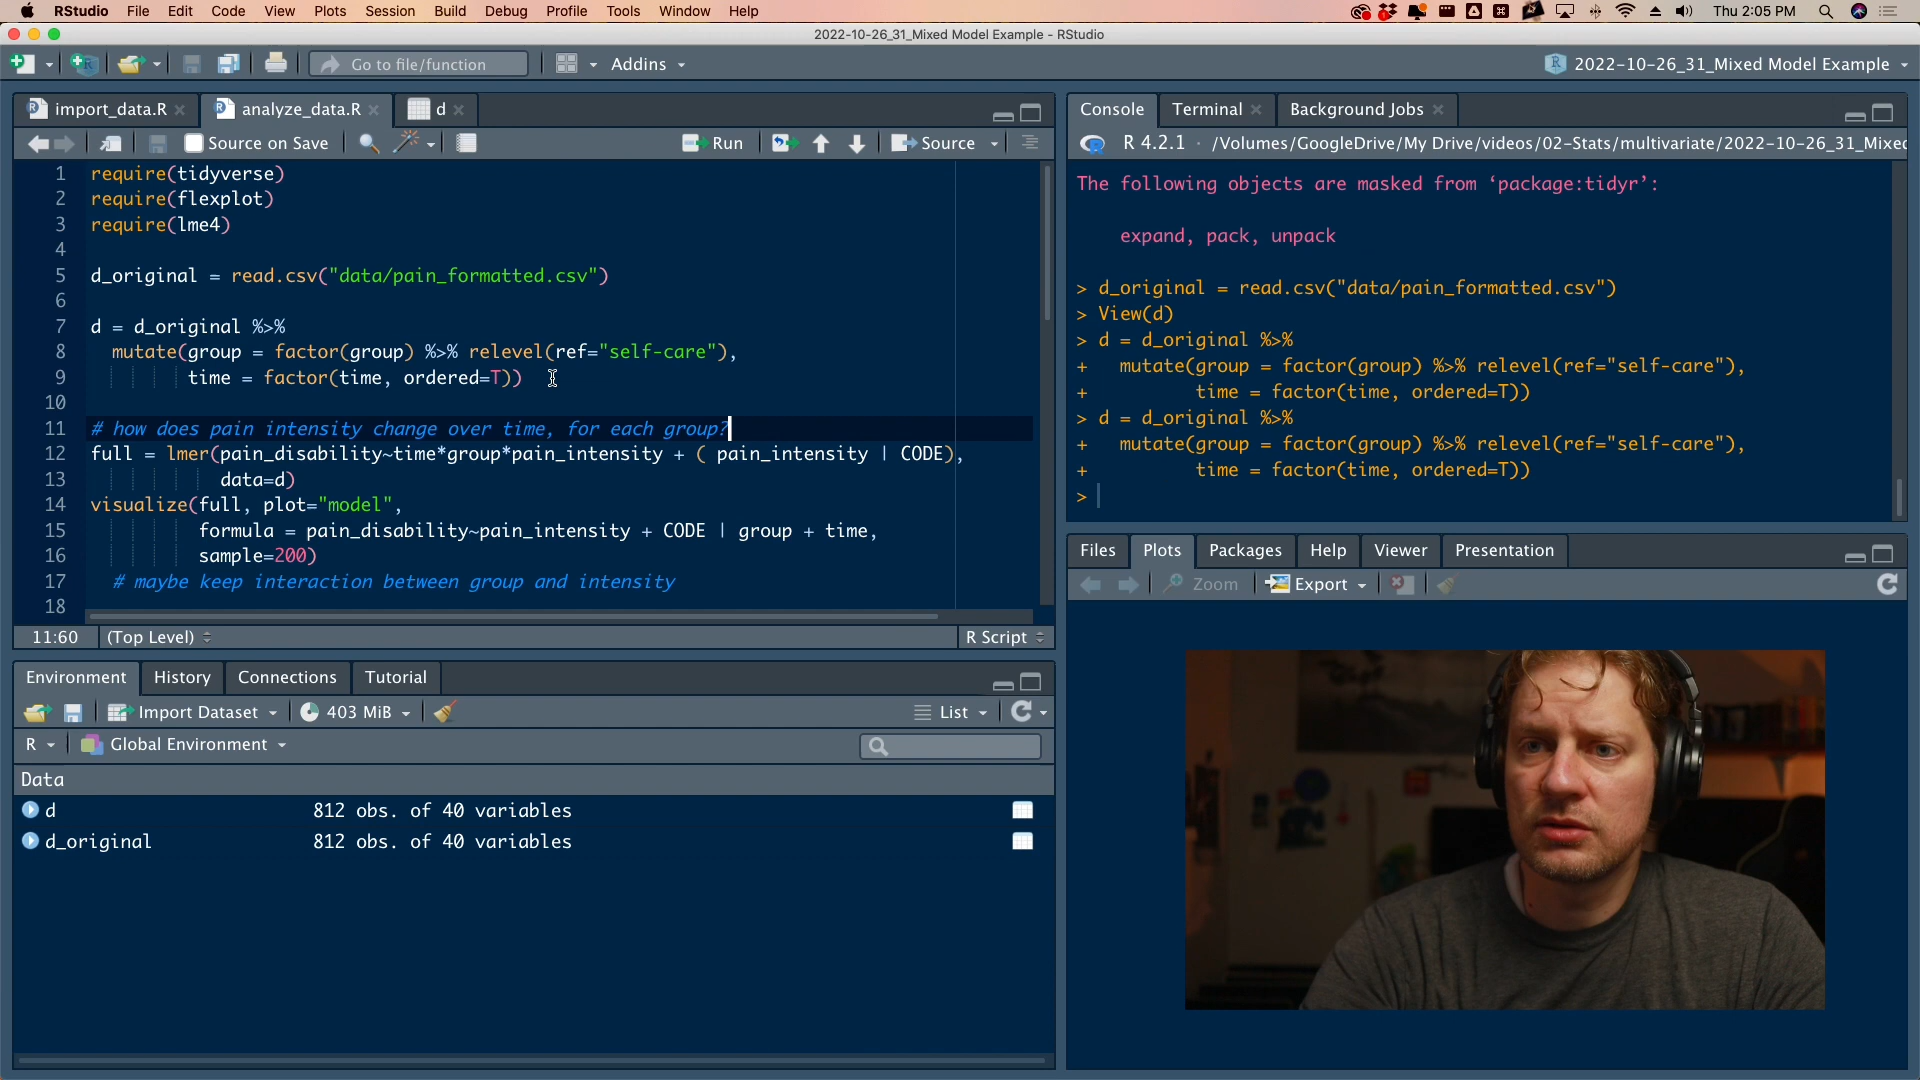 RStudio File Edit Code View Plots Session Build Debug Profile Tools Window Help Thu 2:05 PM
2022-10-26_31_Mixed Model Example - RStudio
Go to file/function Addins 2022-10-26_31_Mixed Model Example
import_data.R analyze_data.R d
Source on Save Run Source
1 require(tidyverse)
2 require(flexplot)
3 require(lme4)
4
5 d_original = read.csv("data/pain_formatted.csv")
6
7 d = d_original %>%
8 mutate(group = factor(group) %>% relevel(ref="self-care"),
9 time = factor(time, ordered=T))
10
11 # how does pain intensity change over time, for each group?
12 full = lmer(pain_disability~time*group*pain_intensity + ( pain_intensity | CODE),
13 data=d)
14 visualize(full, plot="model",
15 formula = pain_disability~pain_intensity + CODE | group + time,
16 sample=200)
17 # maybe keep interaction between group and intensity
18
11:60 (Top Level) R Script
Environment History Connections Tutorial
Import Dataset 403 MiB List
R Global Environment
Data
d 812 obs. of 40 variables
d_original 812 obs. of 40 variables
Console Terminal Background Jobs
R 4.2.1 · /Volumes/GoogleDrive/My Drive/videos/02-Stats/multivariate/2022-10-26_31_Mixed
The following objects are masked from ‘package:tidyr’:
expand, pack, unpack
> d_original = read.csv("data/pain_formatted.csv")
> View(d)
> d = d_original %>%
+ mutate(group = factor(group) %>% relevel(ref="self-care"),
+ time = factor(time, ordered=T))
> d = d_original %>%
+ mutate(group = factor(group) %>% relevel(ref="self-care"),
+ time = factor(time, ordered=T))
>
Files Plots Packages Help Viewer Presentation
Zoom Export